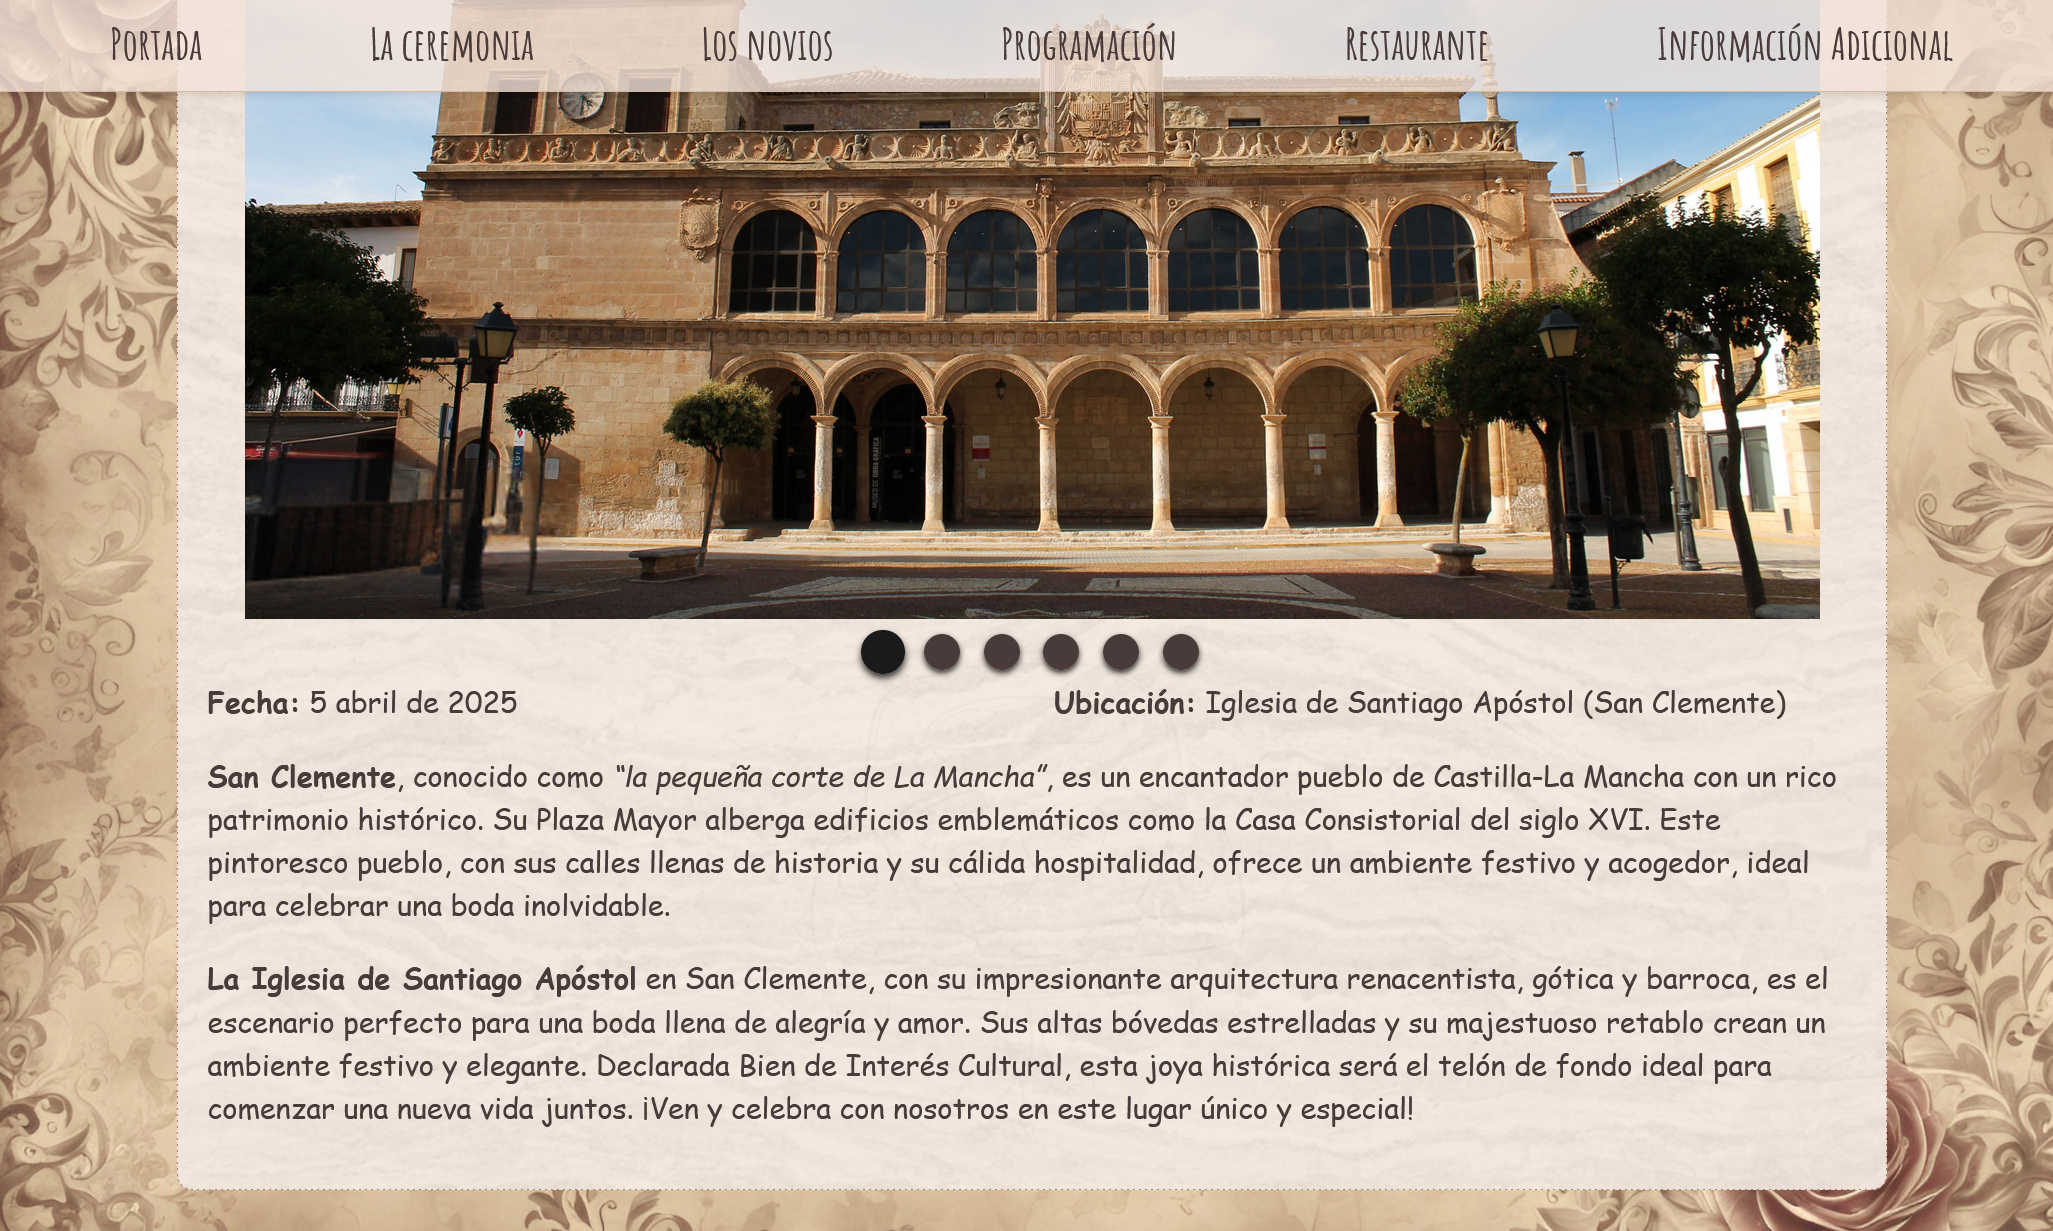 Portada La ceremonia Los novios Programación Restaurante Información Adicional
MUSEO DE OBRA GRÁFICA
Fecha: 5 abril de 2025 Ubicación: Iglesia de Santiago Apóstol (San Clemente)
San Clemente, conocido como “la pequeña corte de La Mancha”, es un encantador pueblo de Castilla-La Mancha con un rico
patrimonio histórico. Su Plaza Mayor alberga edificios emblemáticos como la Casa Consistorial del siglo XVI. Este
pintoresco pueblo, con sus calles llenas de historia y su cálida hospitalidad, ofrece un ambiente festivo y acogedor, ideal
para celebrar una boda inolvidable.
La Iglesia de Santiago Apóstol en San Clemente, con su impresionante arquitectura renacentista, gótica y barroca, es el
escenario perfecto para una boda llena de alegría y amor. Sus altas bóvedas estrelladas y su majestuoso retablo crean un
ambiente festivo y elegante. Declarada Bien de Interés Cultural, esta joya histórica será el telón de fondo ideal para
comenzar una nueva vida juntos. ¡Ven y celebra con nosotros en este lugar único y especial!